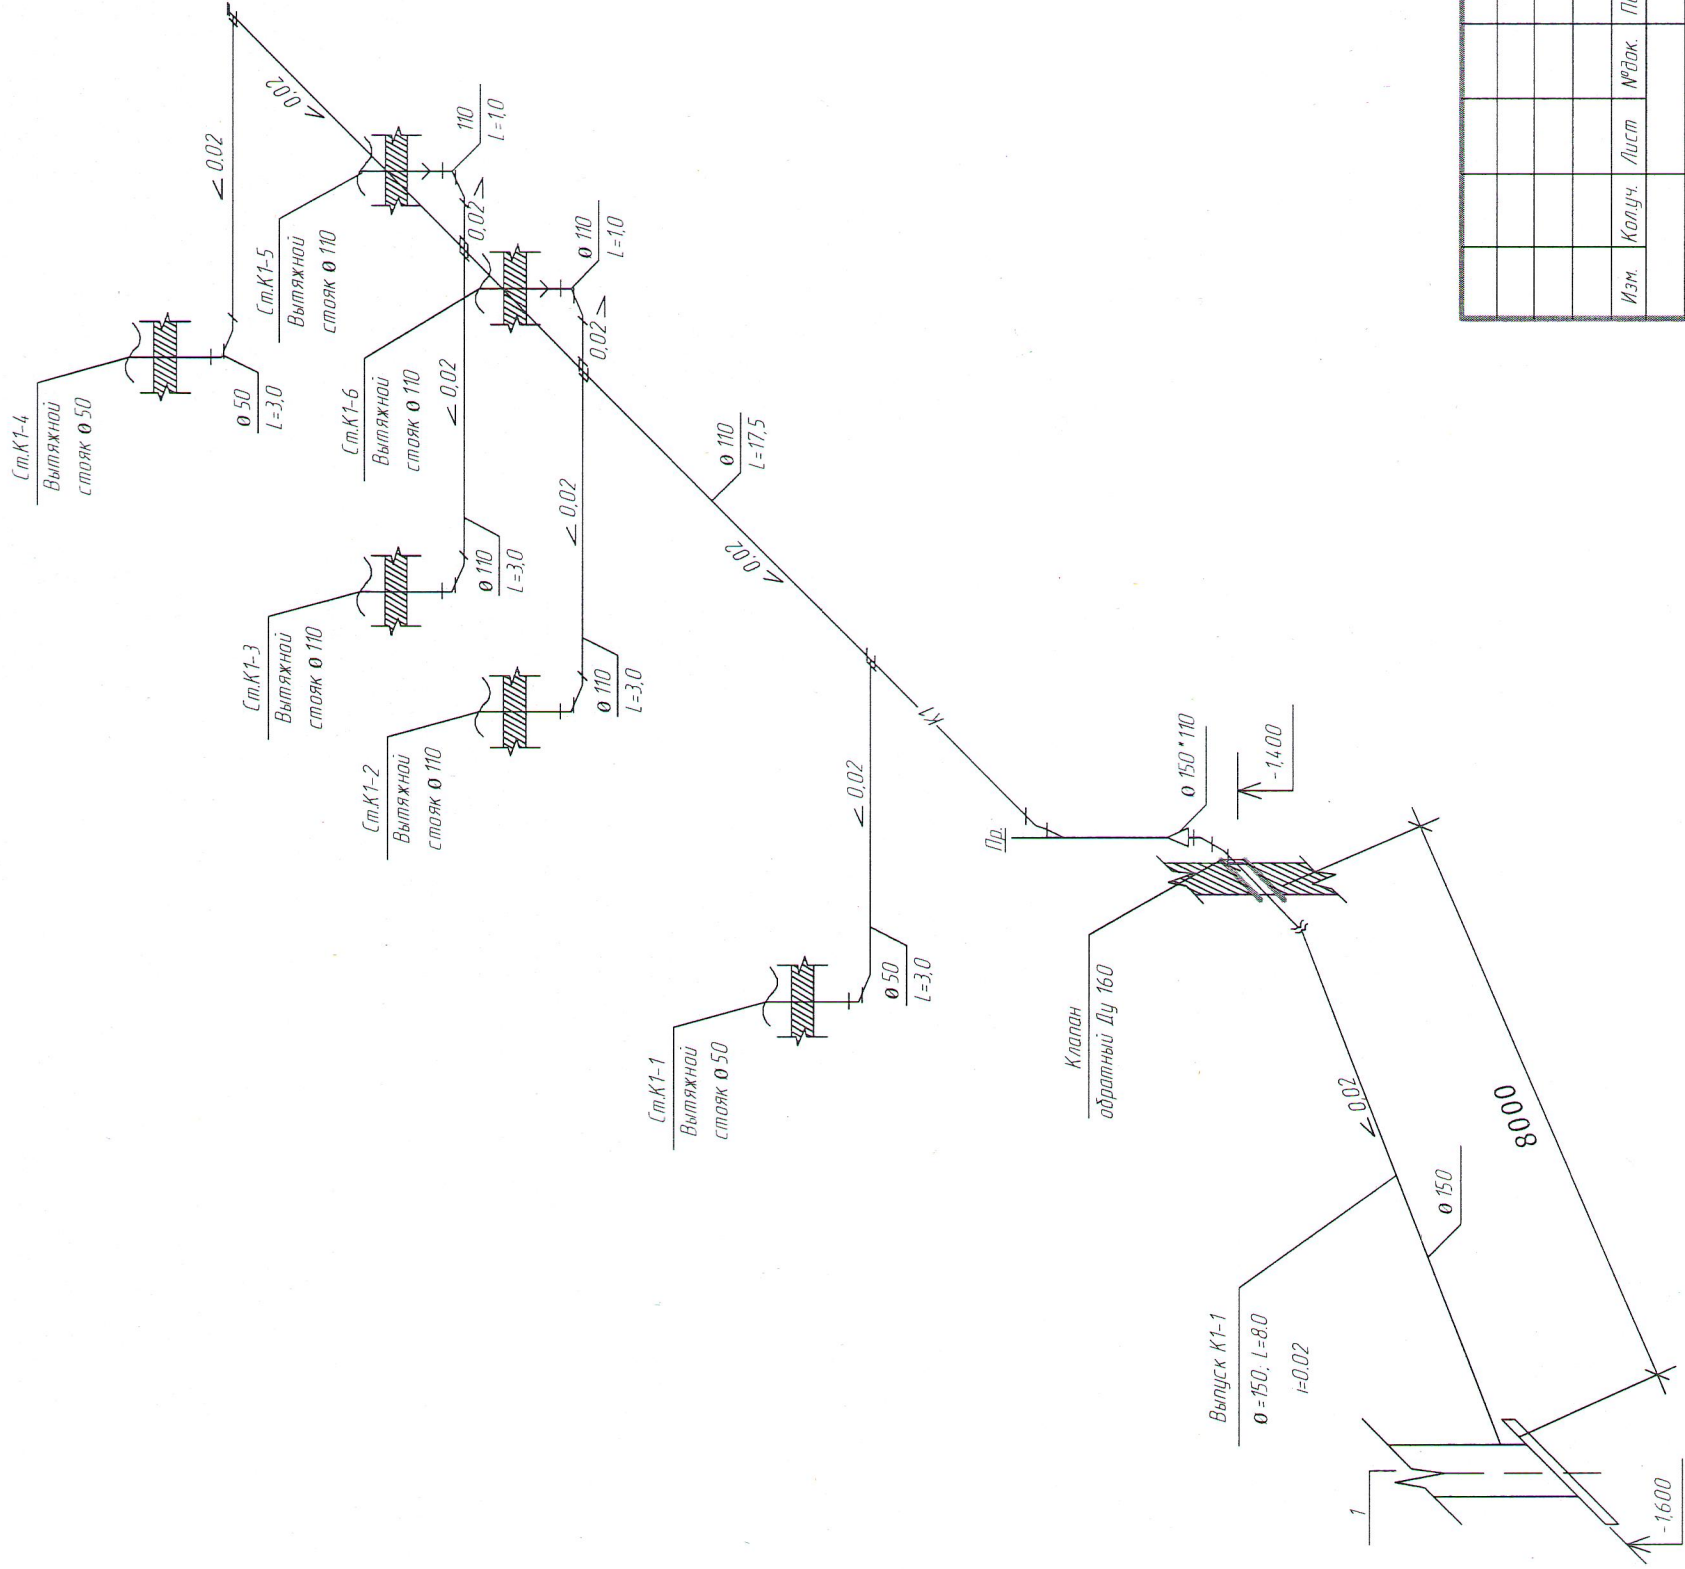 Ст.К1-4
Вытяжной
стояк ø 50
ø 50
L=3,0
< 0.02
0,02
Ст.К1-5
Вытяжной
стояк ø 110
110
L=1,0
0,02 >
Ст.К1-6
Вытяжной
стояк ø 110
< 0.02
ø 110
L=1,0
0,02 >
Ст.К1-3
Вытяжной
стояк ø 110
ø 110
L=3,0
< 0.02
Ст.К1-2
Вытяжной
стояк ø 110
ø 110
L=3,0
ø 110
L=17,5
< 0,02
Ст.К1-1
Вытяжной
стояк ø 50
ø 50
L=3,0
< 0,02
К1
Пр.
ø 150*110
-1,400
Клапан
обратный Ду 160
< 0,02
8000
ø 150
Выпуск К1-1
ø =150; L=8.0
i=0.02
1
-1,600
Изм.
Кол.уч.
Лист
№док.